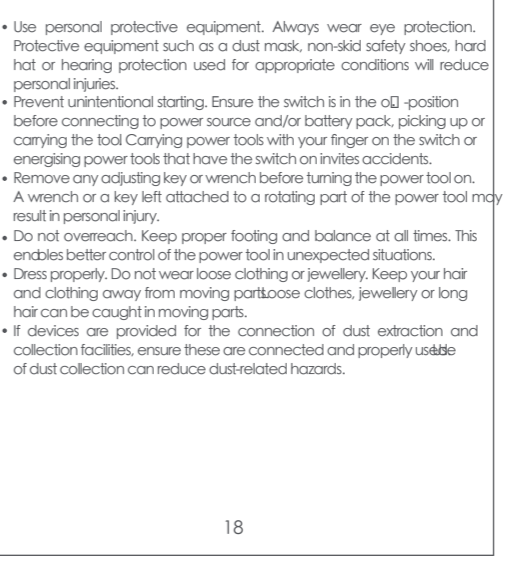 • Use personal protective equipment. Always wear eye protection.
Protective equipment such as a dust mask, non-skid safety shoes, hard
hat or hearing protection used for appropriate conditions will reduce
personal injuries.
• Prevent unintentional starting. Ensure the switch is in the o▯ -position
before connecting to power source and/or battery pack, picking up or
carrying the tool. Carrying power tools with your finger on the switch or
energising power tools that have the switch on invites accidents.
• Remove any adjusting key or wrench before turning the power tool on.
A wrench or a key left attached to a rotating part of the power tool may
result in personal injury.
• Do not overreach. Keep proper footing and balance at all times. This
enables better control of the power tool in unexpected situations.
• Dress properly. Do not wear loose clothing or jewellery. Keep your hair
and clothing away from moving parts. Loose clothes, jewellery or long
hair can be caught in moving parts.
• If devices are provided for the connection of dust extraction and
collection facilities, ensure these are connected and properly used. Use
of dust collection can reduce dust-related hazards.
18